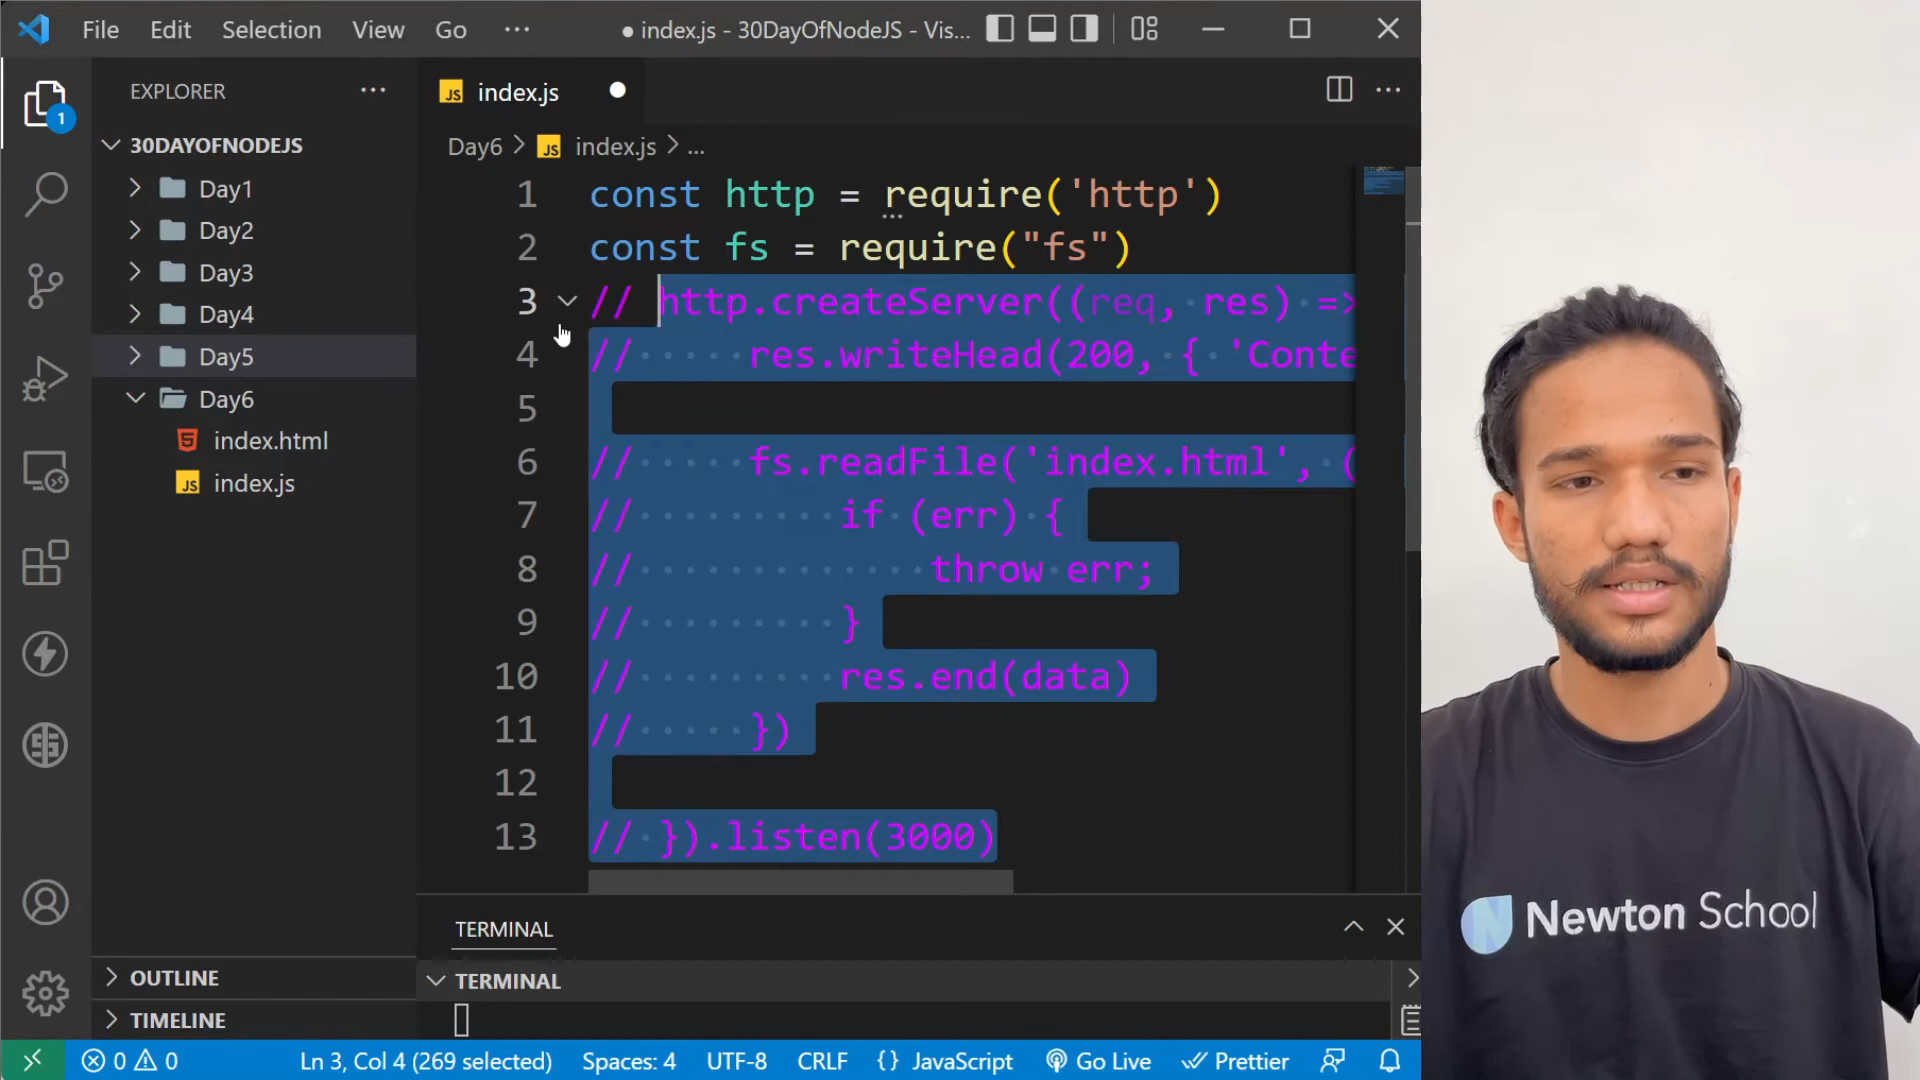 File Edit Selection View Go ··· ● index.js - 30DayOfNodeJS - Vis...
EXPLORER ···
1
30DAYOFNODEJS
Day1
Day2
Day3
Day4
Day5
Day6
index.html
index.js
OUTLINE
TIMELINE
JS index.js
Day6 > JS index.js > ...
1 const http = require('http')
2 const fs = require("fs")
3 // http.createServer((req, res) =>
4 // res.writeHead(200, { 'Conte
5
6 // fs.readFile('index.html', (
7 // if (err) {
8 // throw err;
9 // }
10 // res.end(data)
11 // })
12
13 // }).listen(3000)
TERMINAL
TERMINAL
0 0 Ln 3, Col 4 (269 selected) Spaces: 4 UTF-8 CRLF {} JavaScript Go Live Prettier
Newton School